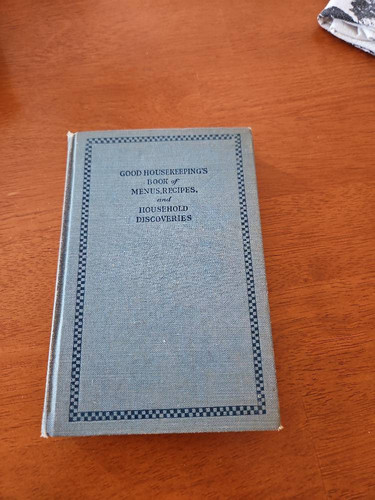 GOOD HOUSEKEEPING'S
BOOK of
MENUS, RECIPES,
and
HOUSEHOLD
DISCOVERIES